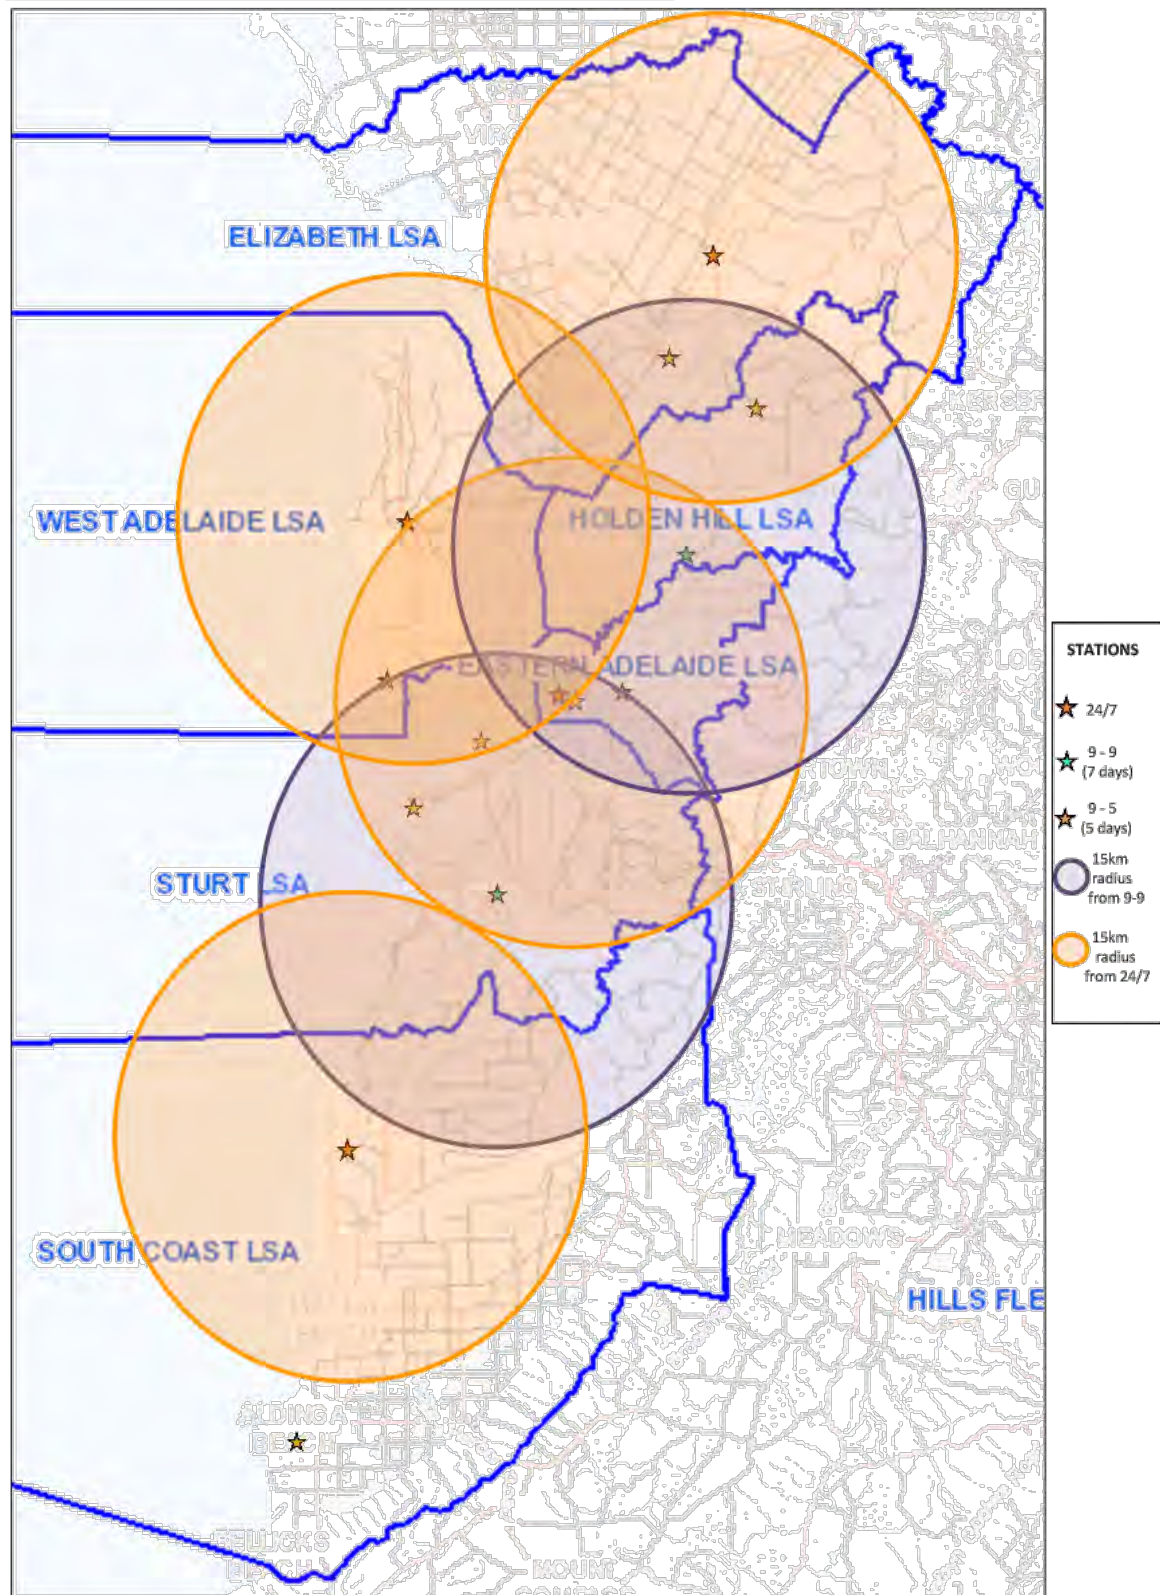 ELIZABETH LSA
WEST ADELAIDE LSA
HOLDEN HILL LSA
EASTERN ADELAIDE LSA
STURT LSA
STIRLING
BALHANNAH
SOUTH COAST LSA
HILLS FLE
ALDINGA
BEACH
MOUNT
STATIONS
24/7
9 - 9
(7 days)
9 - 5
(5 days)
15km
radius
from 9-9
15km
radius
from 24/7